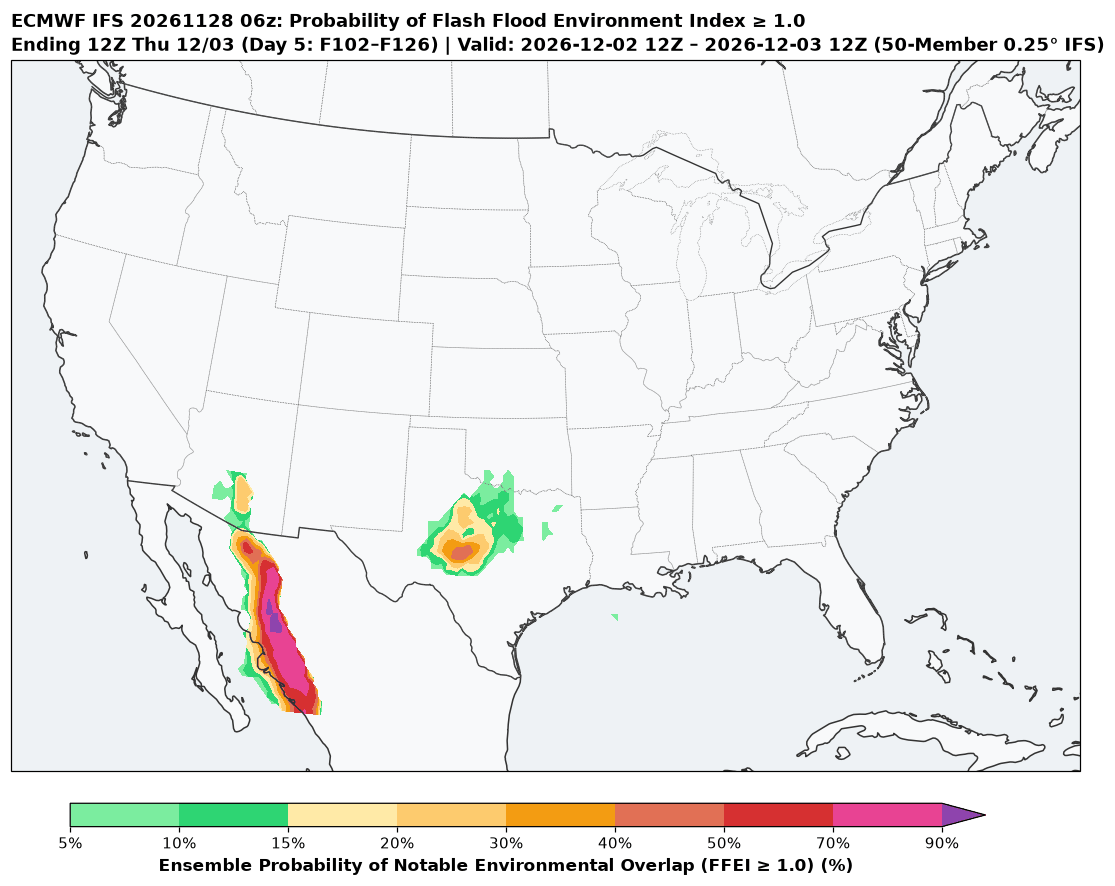 ECMWF IFS 20261128 06z: Probability of Flash Flood Environment Index ≥ 1.0
Ending 12Z Thu 12/03 (Day 5: F102–F126) | Valid: 2026-12-02 12Z – 2026-12-03 12Z (50-Member 0.25° IFS)
5% 10% 15% 20% 30% 40% 50% 70% 90%
Ensemble Probability of Notable Environmental Overlap (FFEI ≥ 1.0) (%)